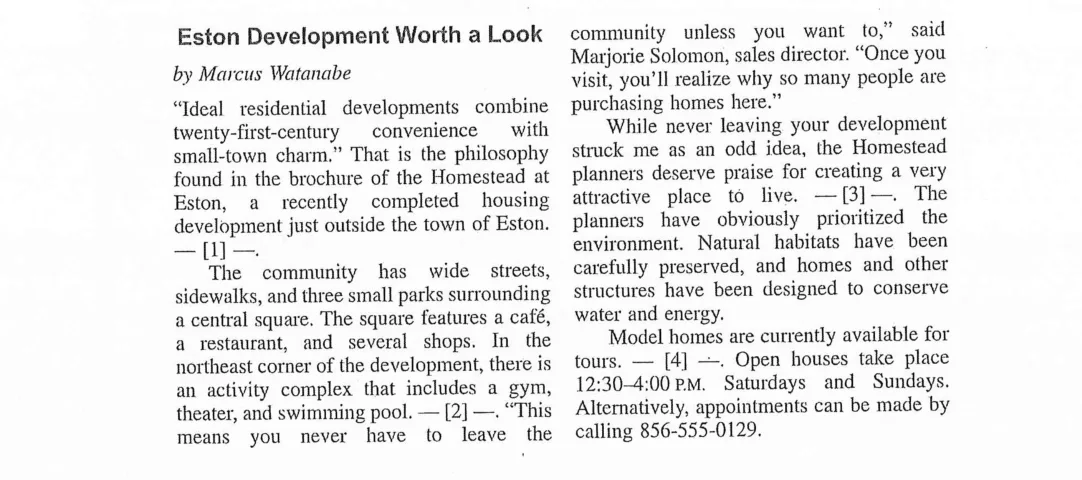 Eston Development Worth a Look
by Marcus Watanabe
“Ideal residential developments combine
twenty-first-century convenience with
small-town charm.” That is the philosophy
found in the brochure of the Homestead at
Eston, a recently completed housing
development just outside the town of Eston.
— [1] —.
The community has wide streets,
sidewalks, and three small parks surrounding
a central square. The square features a café,
a restaurant, and several shops. In the
northeast corner of the development, there is
an activity complex that includes a gym,
theater, and swimming pool. — [2] —. “This
means you never have to leave the
community unless you want to,” said
Marjorie Solomon, sales director. “Once you
visit, you’ll realize why so many people are
purchasing homes here.”
While never leaving your development
struck me as an odd idea, the Homestead
planners deserve praise for creating a very
attractive place to live. — [3] —. The
planners have obviously prioritized the
environment. Natural habitats have been
carefully preserved, and homes and other
structures have been designed to conserve
water and energy.
Model homes are currently available for
tours. — [4] —. Open houses take place
12:30–4:00 P.M. Saturdays and Sundays.
Alternatively, appointments can be made by
calling 856-555-0129.